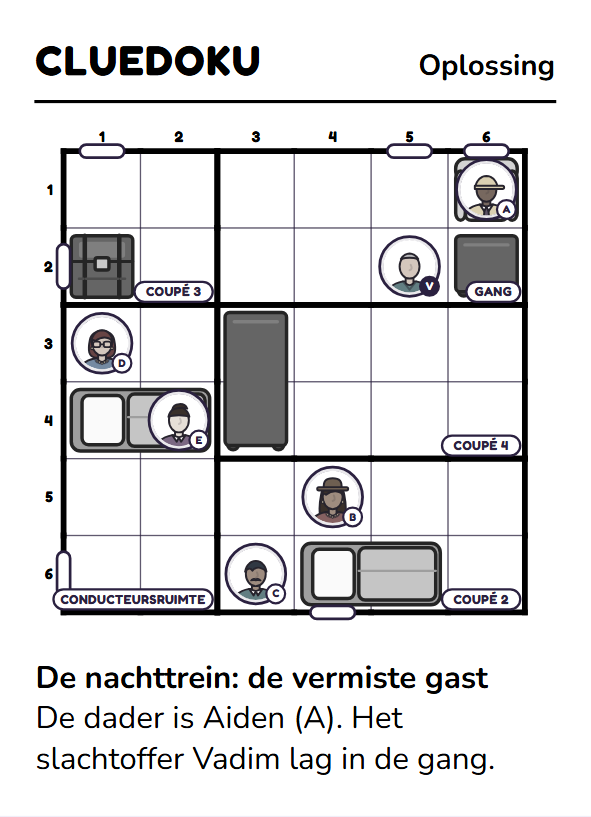 CLUEDOKU
Oplossing
1 2 3 4 5 6
1
A
2
V
COUPÉ 3
GANG
3
D
4
E
COUPÉ 4
5
B
6
C
CONDUCTEURSRUIMTE
COUPÉ 2
De nachttrein: de vermiste gast
De dader is Aiden (A). Het
slachtoffer Vadim lag in de gang.